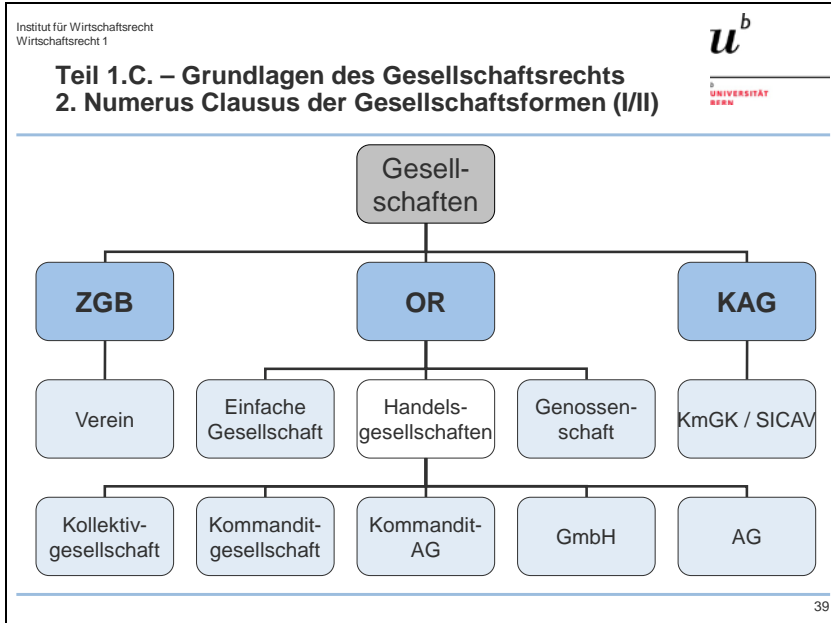 Institut für Wirtschaftsrecht
Wirtschaftsrecht 1
u^b
b
UNIVERSITÄT
BERN
Teil 1.C. – Grundlagen des Gesellschaftsrechts
2. Numerus Clausus der Gesellschaftsformen (I/II)
Gesell-
schaften
ZGB
OR
KAG
Verein
Einfache
Gesellschaft
Handels-
gesellschaften
Genossen-
schaft
KmGK / SICAV
Kollektiv-
gesellschaft
Kommandit-
gesellschaft
Kommandit-
AG
GmbH
AG
39